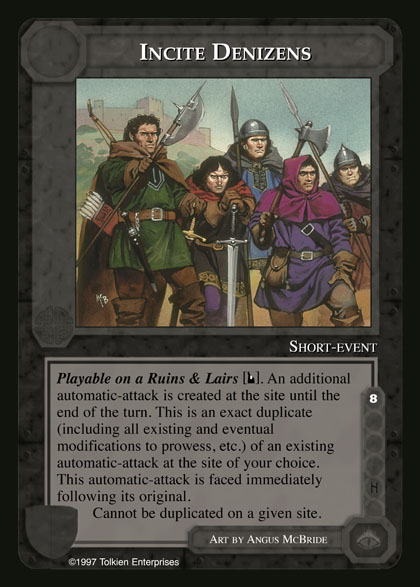 INCITE DENIZENS
McB
SHORT-EVENT
Playable on a Ruins & Lairs []. An additional
automatic-attack is created at the site until the
end of the turn. This is an exact duplicate
(including all existing and eventual
modifications to prowess, etc.) of an existing
automatic-attack at the site of your choice.
This automatic-attack is faced immediately
following its original.
Cannot be duplicated on a given site.
8
ART BY ANGUS MCBRIDE
©1997 Tolkien Enterprises